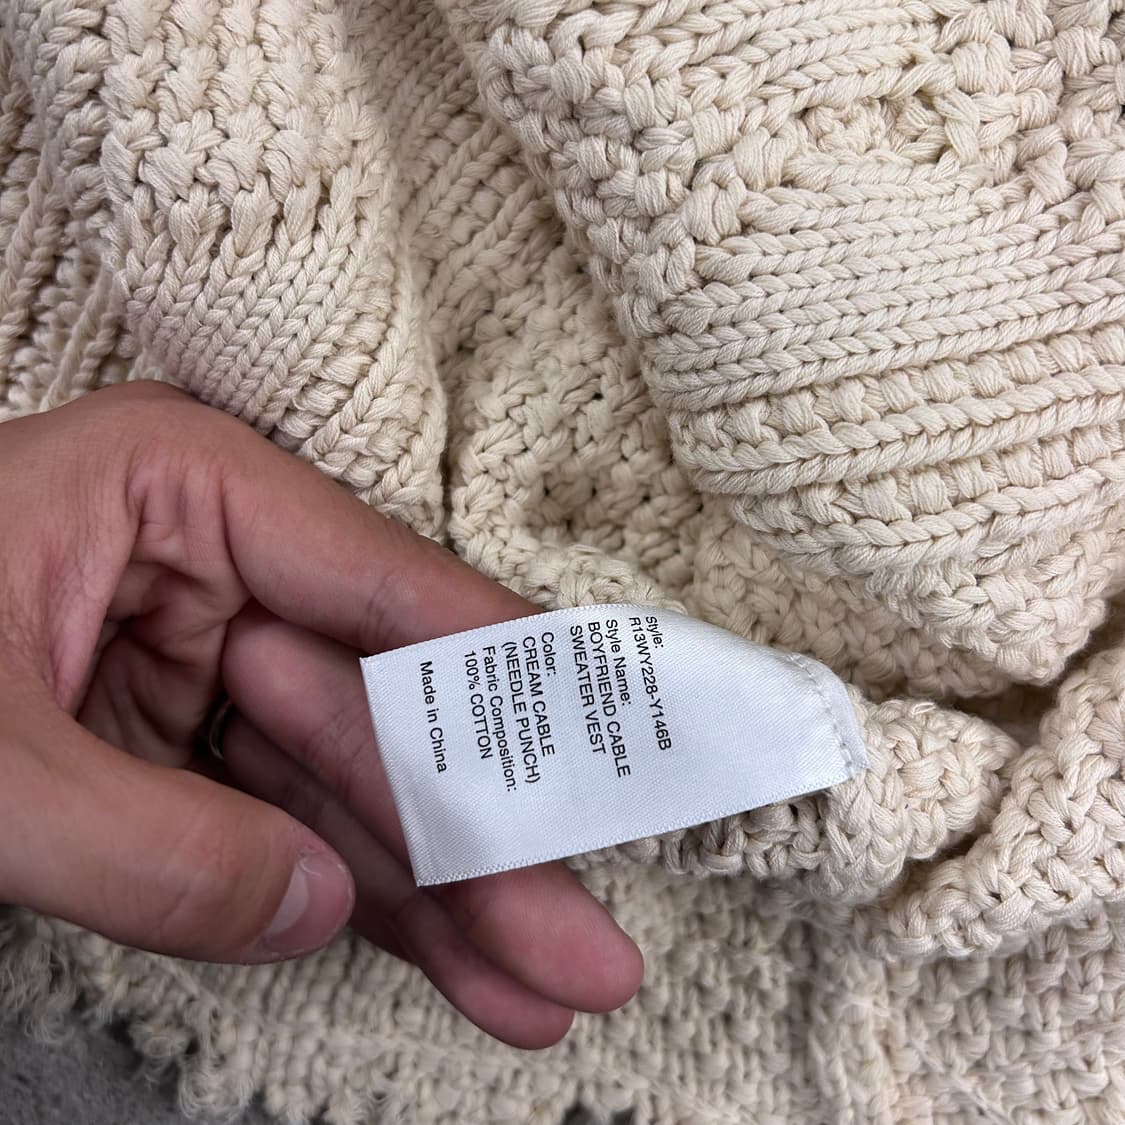 Style:
R13WY228-Y146B
Style Name:
BOYFRIEND CABLE
SWEATER VEST
Color:
CREAM CABLE
(NEEDLE PUNCH)
Fabric Composition:
100% COTTON
Made in China